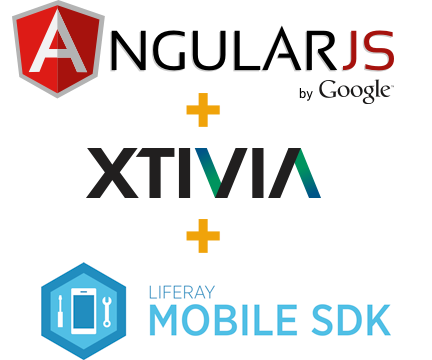 ANGULARJS
by Google
+
XTIVIA
+
LIFERAY
MOBILE SDK